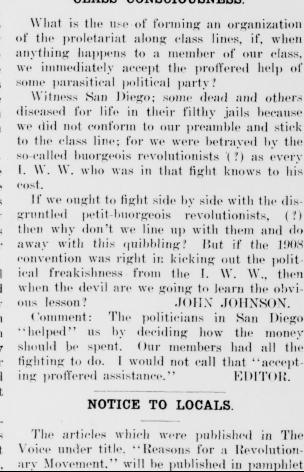 CLASS CONSCIOUSNESS.
What is the use of forming an organization
of the proletariat along class lines, if, when
anything happens to a member of our class,
we immediately accept the proffered help of
some parasitical political party?
Witness San Diego; some dead and others
diseased for life in their filthy jails because
we did not conform to our preamble and stick
to the class line; for we were betrayed by the
so-called buorgeois revolutionists (?) as every
I. W. W. who was in that fight knows to his
cost.
If we ought to fight side by side with the dis-
gruntled petit-buorgeois revolutionists, (?)
then why don't we line up with them and do
away with this quibbling? But if the 1908
convention was right in kicking out the polit-
ical freakishness from the I. W. W., then
when the devil are we going to learn the obvi-
ous lesson? JOHN JOHNSON.
Comment: The politicians in San Diego
"helped" us by deciding how the money
should be spent. Our members had all the
fighting to do. I would not call that "accept-
ing proffered assistance." EDITOR.
NOTICE TO LOCALS.
The articles which were published in The
Voice under title, "Reasons for a Revolution-
ary Movement," will be published in pamphlet